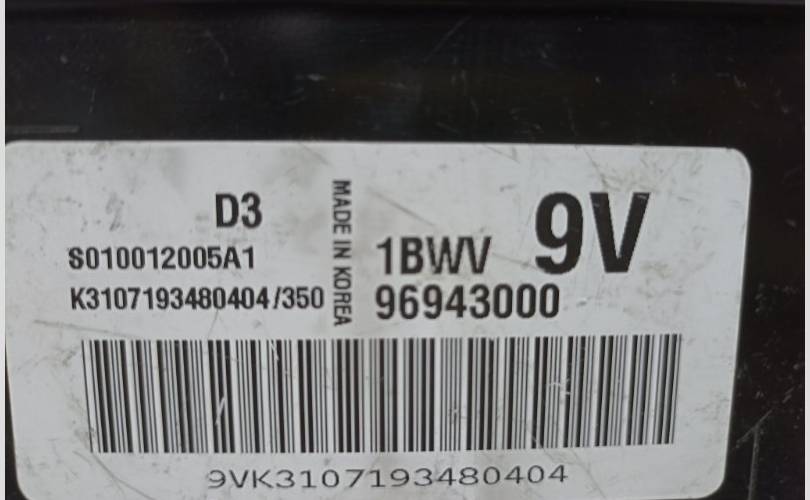 D3
S010012005A1
K3107193480404/350
MADE IN KOREA
1BWV 9V
96943000
9VK3107193480404